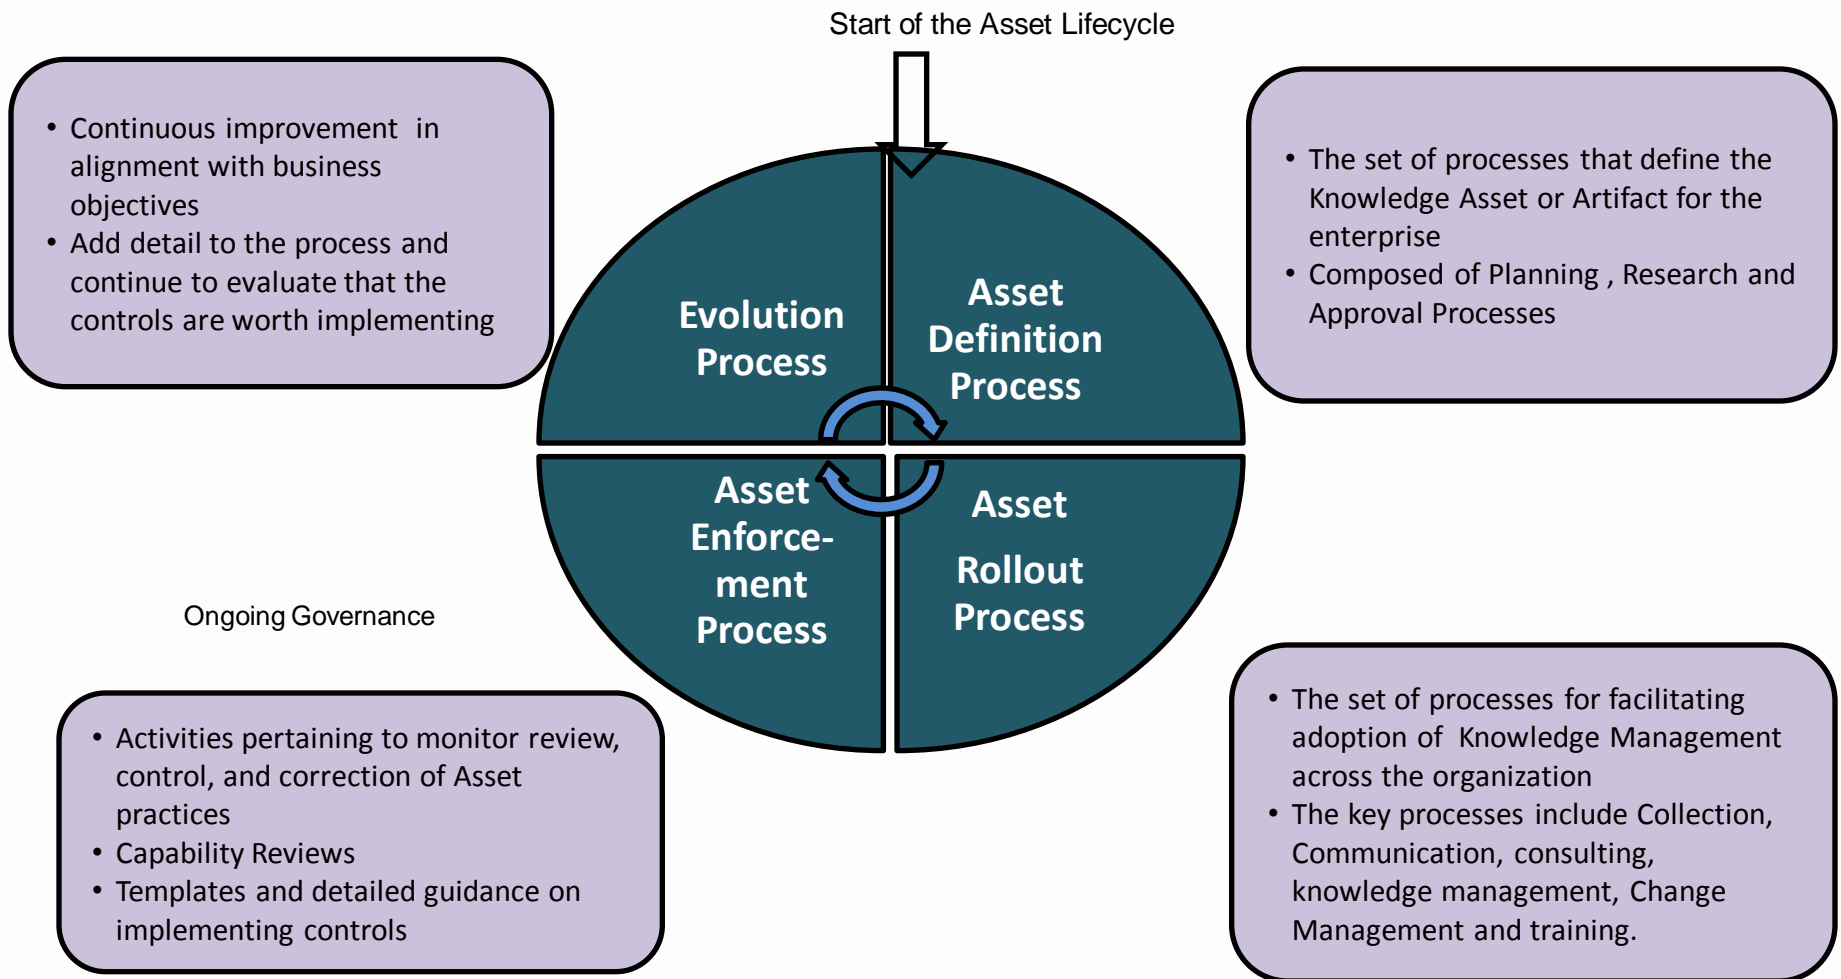 Start of the Asset Lifecycle
• Continuous improvement in
alignment with business
objectives
• Add detail to the process and
continue to evaluate that the
controls are worth implementing
• The set of processes that define the
Knowledge Asset or Artifact for the
enterprise
• Composed of Planning , Research and
Approval Processes
Evolution
Process
Asset
Definition
Process
Asset
Enforce-
ment
Process
Asset
Rollout
Process
Ongoing Governance
• Activities pertaining to monitor review,
control, and correction of Asset
practices
• Capability Reviews
• Templates and detailed guidance on
implementing controls
• The set of processes for facilitating
adoption of Knowledge Management
across the organization
• The key processes include Collection,
Communication, consulting,
knowledge management, Change
Management and training.